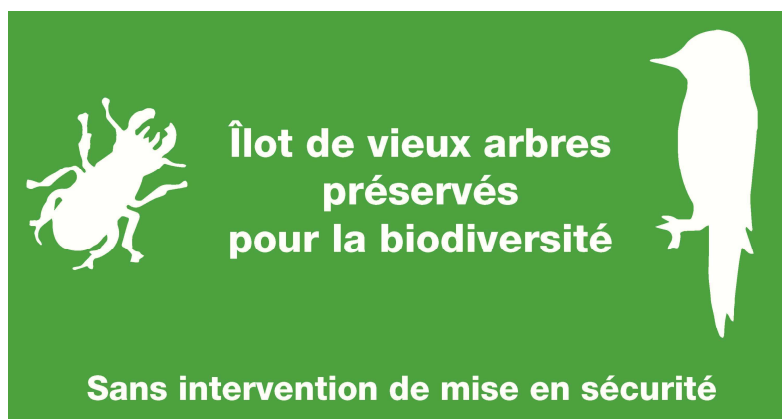 Îlot de vieux arbres
préservés
pour la biodiversité
Sans intervention de mise en sécurité